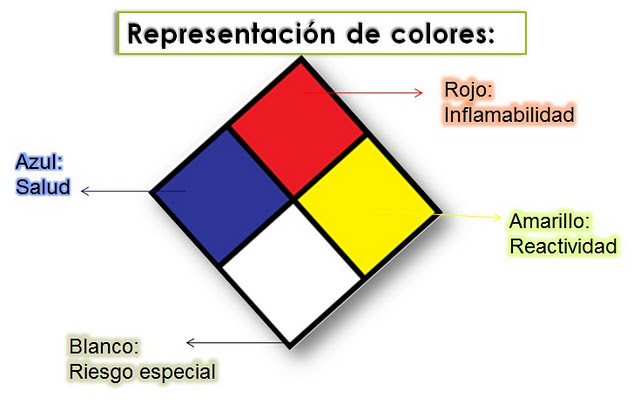 Representación de colores:
Rojo:
Inflamabilidad
Azul:
Salud
Amarillo:
Reactividad
Blanco:
Riesgo especial